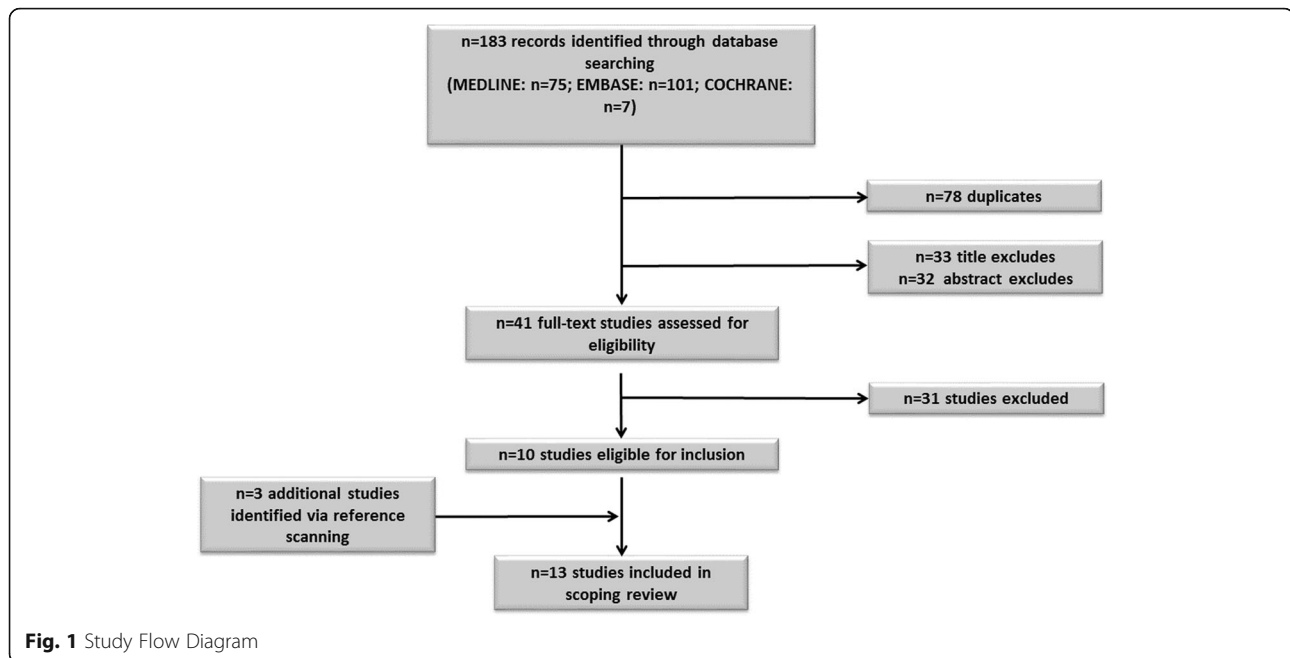 n=183 records identified through database
searching
(MEDLINE: n=75; EMBASE: n=101; COCHRANE:
n=7)
n=78 duplicates
n=33 title excludes
n=32 abstract excludes
n=41 full-text studies assessed for
eligibility
n=31 studies excluded
n=10 studies eligible for inclusion
n=3 additional studies
identified via reference
scanning
n=13 studies included in
scoping review
Fig. 1 Study Flow Diagram